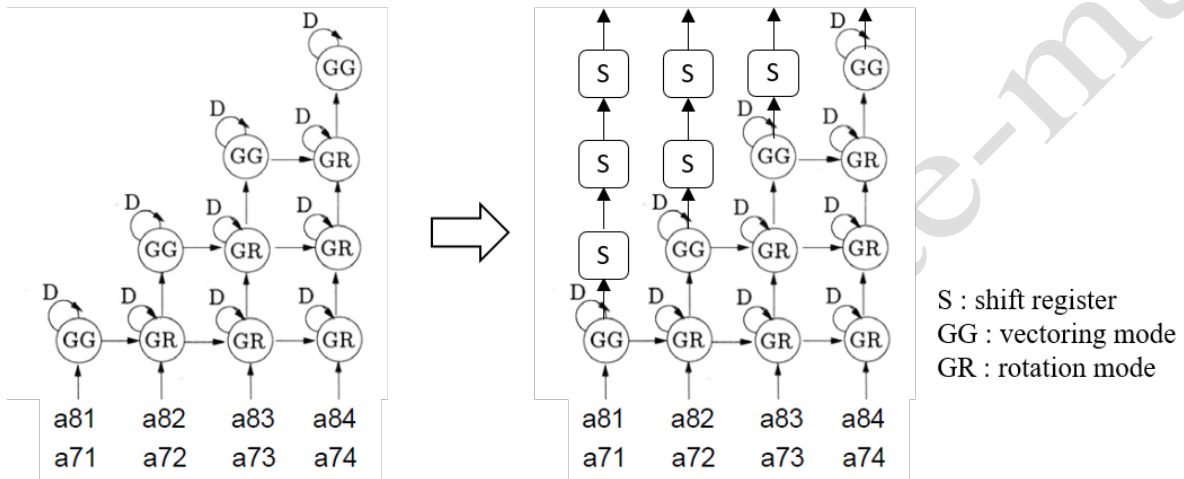 D
GG
D D
GG GR
D D D
GG GR GR
D D D D
GG GR GR GR
a81 a82 a83 a84
a71 a72 a73 a74
D
S S S GG
D D
S S GG GR
D D D
S GG GR GR
D D D D
GG GR GR GR
a81 a82 a83 a84
a71 a72 a73 a74
S : shift register
GG : vectoring mode
GR : rotation mode